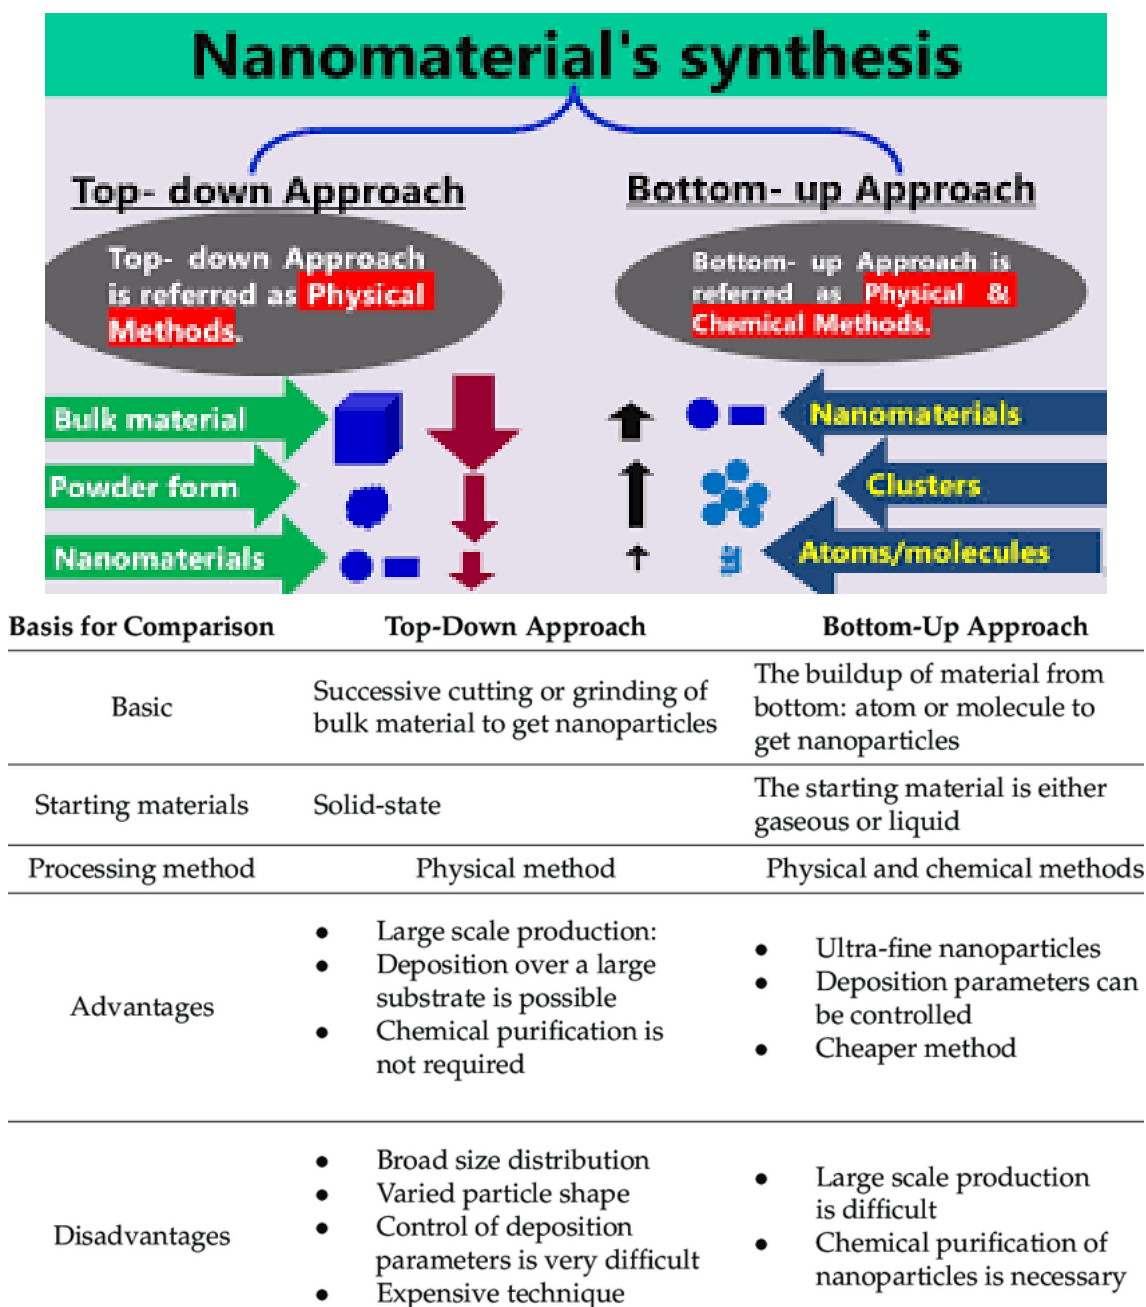 Nanomaterial's synthesis
Top- down Approach
Bottom- up Approach
Top- down Approach
is referred as Physical
Methods.
Bottom- up Approach is
referred as Physical &
Chemical Methods.
Bulk material
Powder form
Nanomaterials
Nanomaterials
Clusters
Atoms/molecules
Basis for Comparison
Top-Down Approach
Bottom-Up Approach
Basic
Successive cutting or grinding of
bulk material to get nanoparticles
The buildup of material from
bottom: atom or molecule to
get nanoparticles
Starting materials
Solid-state
The starting material is either
gaseous or liquid
Processing method
Physical method
Physical and chemical methods
Advantages
● Large scale production:
● Deposition over a large
substrate is possible
● Chemical purification is
not required
● Ultra-fine nanoparticles
● Deposition parameters can
be controlled
● Cheaper method
Disadvantages
● Broad size distribution
● Varied particle shape
● Control of deposition
parameters is very difficult
● Expensive technique
● Large scale production
is difficult
● Chemical purification of
nanoparticles is necessary